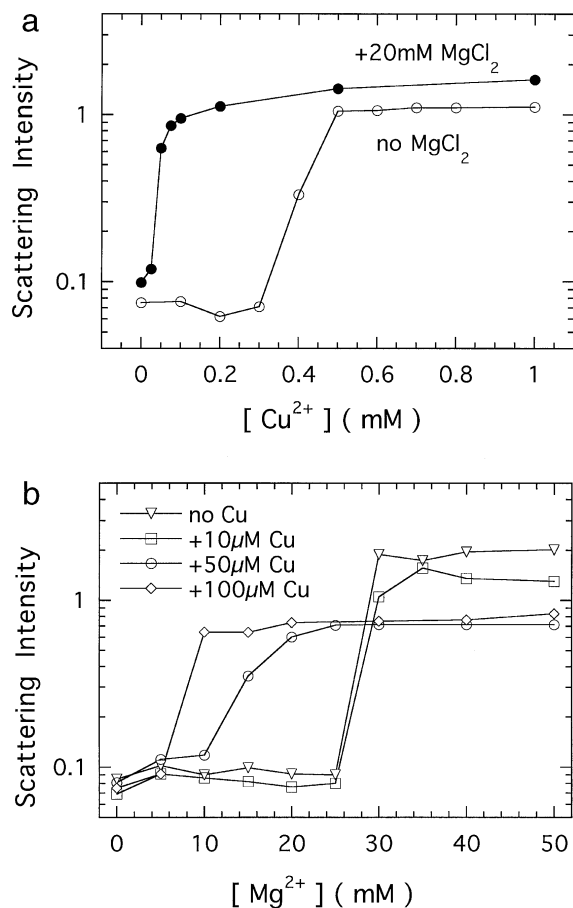 a
+20mM MgCl₂
no MgCl₂
Scattering Intensity
1
0.1
0 0.2 0.4 0.6 0.8 1
[ Cu²⁺ ] ( mM )
b
no Cu
+10µM Cu
+50µM Cu
+100µM Cu
Scattering Intensity
1
0.1
0 10 20 30 40 50
[ Mg²⁺ ] ( mM )